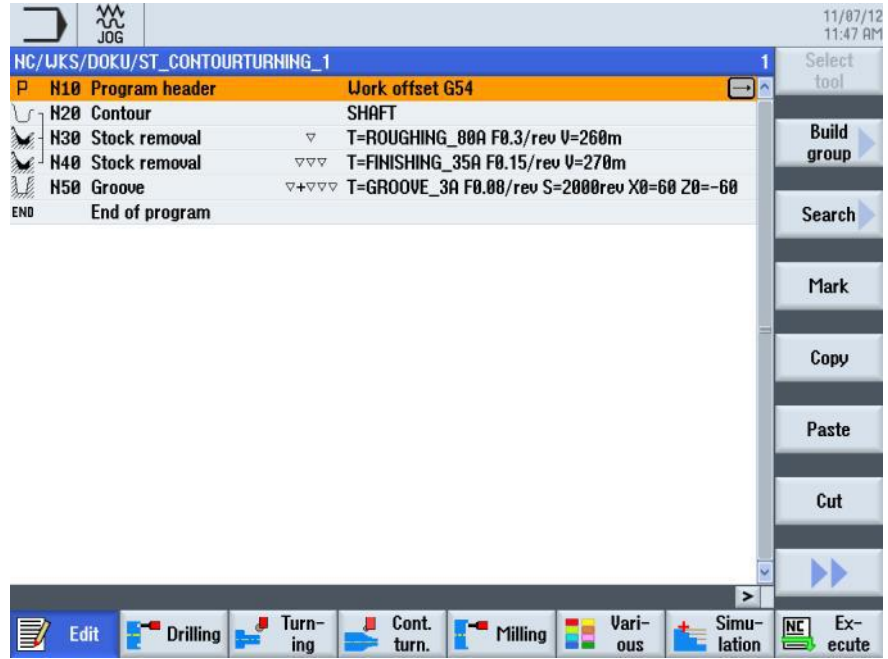 11/07/12
11:47 AM
JOG
NC/WKS/DOKU/ST_CONTOURTURNING_1 1
P N10 Program header Work offset G54
N20 Contour SHAFT
N30 Stock removal ▽ T=ROUGHING_80A F0.3/rev V=260m
N40 Stock removal ▽▽▽ T=FINISHING_35A F0.15/rev V=270m
N50 Groove ▽+▽▽▽ T=GROOVE_3A F0.08/rev S=2000rev X0=60 Z0=-60
END End of program
Select
tool
Build
group
Search
Mark
Copy
Paste
Cut
Edit
Drilling
Turn-
ing
Cont.
turn.
Milling
Vari-
ous
Simu-
lation
NC Ex-
ecute